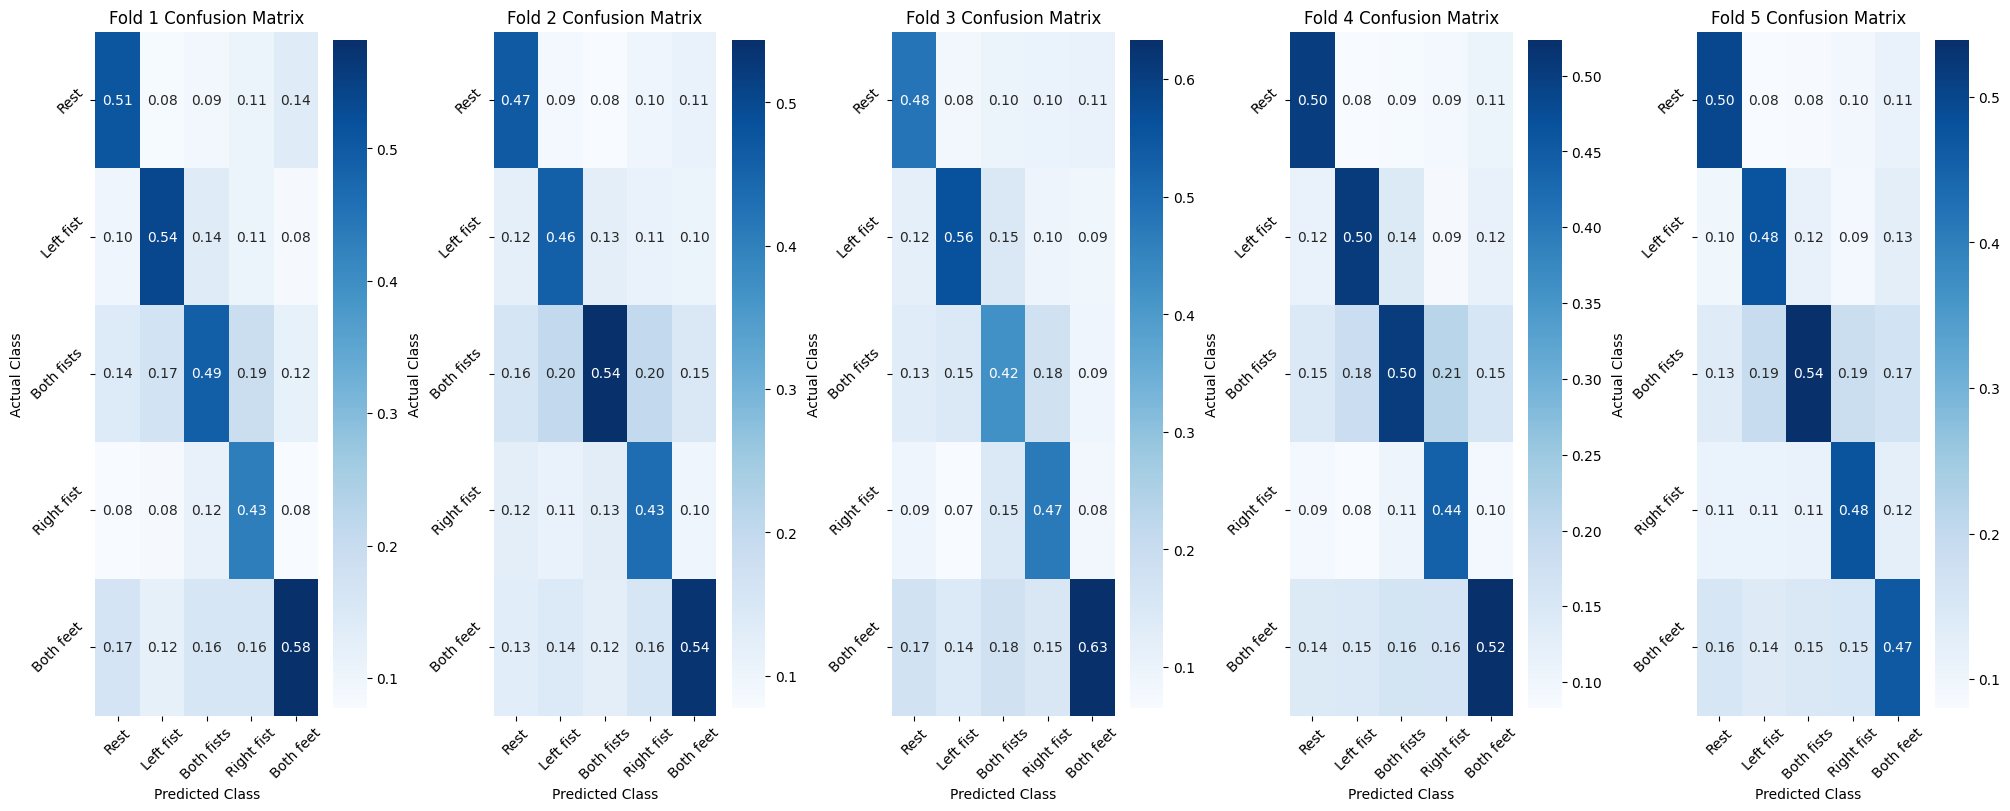 Fold 1 Confusion Matrix
Actual Class
Rest
0.51 0.08 0.09 0.11 0.14
Left fist
0.10 0.54 0.14 0.11 0.08
Both fists
0.14 0.17 0.49 0.19 0.12
Right fist
0.08 0.08 0.12 0.43 0.08
Both feet
0.17 0.12 0.16 0.16 0.58
Rest Left fist Both fists Right fist Both feet
Predicted Class
0.5
0.4
0.3
0.2
0.1
Fold 2 Confusion Matrix
Actual Class
Rest
0.47 0.09 0.08 0.10 0.11
Left fist
0.12 0.46 0.13 0.11 0.10
Both fists
0.16 0.20 0.54 0.20 0.15
Right fist
0.12 0.11 0.13 0.43 0.10
Both feet
0.13 0.14 0.12 0.16 0.54
Rest Left fist Both fists Right fist Both feet
Predicted Class
0.5
0.4
0.3
0.2
0.1
Fold 3 Confusion Matrix
Actual Class
Rest
0.48 0.08 0.10 0.10 0.11
Left fist
0.12 0.56 0.15 0.10 0.09
Both fists
0.13 0.15 0.42 0.18 0.09
Right fist
0.09 0.07 0.15 0.47 0.08
Both feet
0.17 0.14 0.18 0.15 0.63
Rest Left fist Both fists Right fist Both feet
Predicted Class
0.6
0.5
0.4
0.3
0.2
0.1
Fold 4 Confusion Matrix
Actual Class
Rest
0.50 0.08 0.09 0.09 0.11
Left fist
0.12 0.50 0.14 0.09 0.12
Both fists
0.15 0.18 0.50 0.21 0.15
Right fist
0.09 0.08 0.11 0.44 0.10
Both feet
0.14 0.15 0.16 0.16 0.52
Rest Left fist Both fists Right fist Both feet
Predicted Class
0.50
0.45
0.40
0.35
0.30
0.25
0.20
0.15
0.10
Fold 5 Confusion Matrix
Actual Class
Rest
0.50 0.08 0.08 0.10 0.11
Left fist
0.10 0.48 0.12 0.09 0.13
Both fists
0.13 0.19 0.54 0.19 0.17
Right fist
0.11 0.11 0.11 0.48 0.12
Both feet
0.16 0.14 0.15 0.15 0.47
Rest Left fist Both fists Right fist Both feet
Predicted Class
0.5
0.4
0.3
0.2
0.1